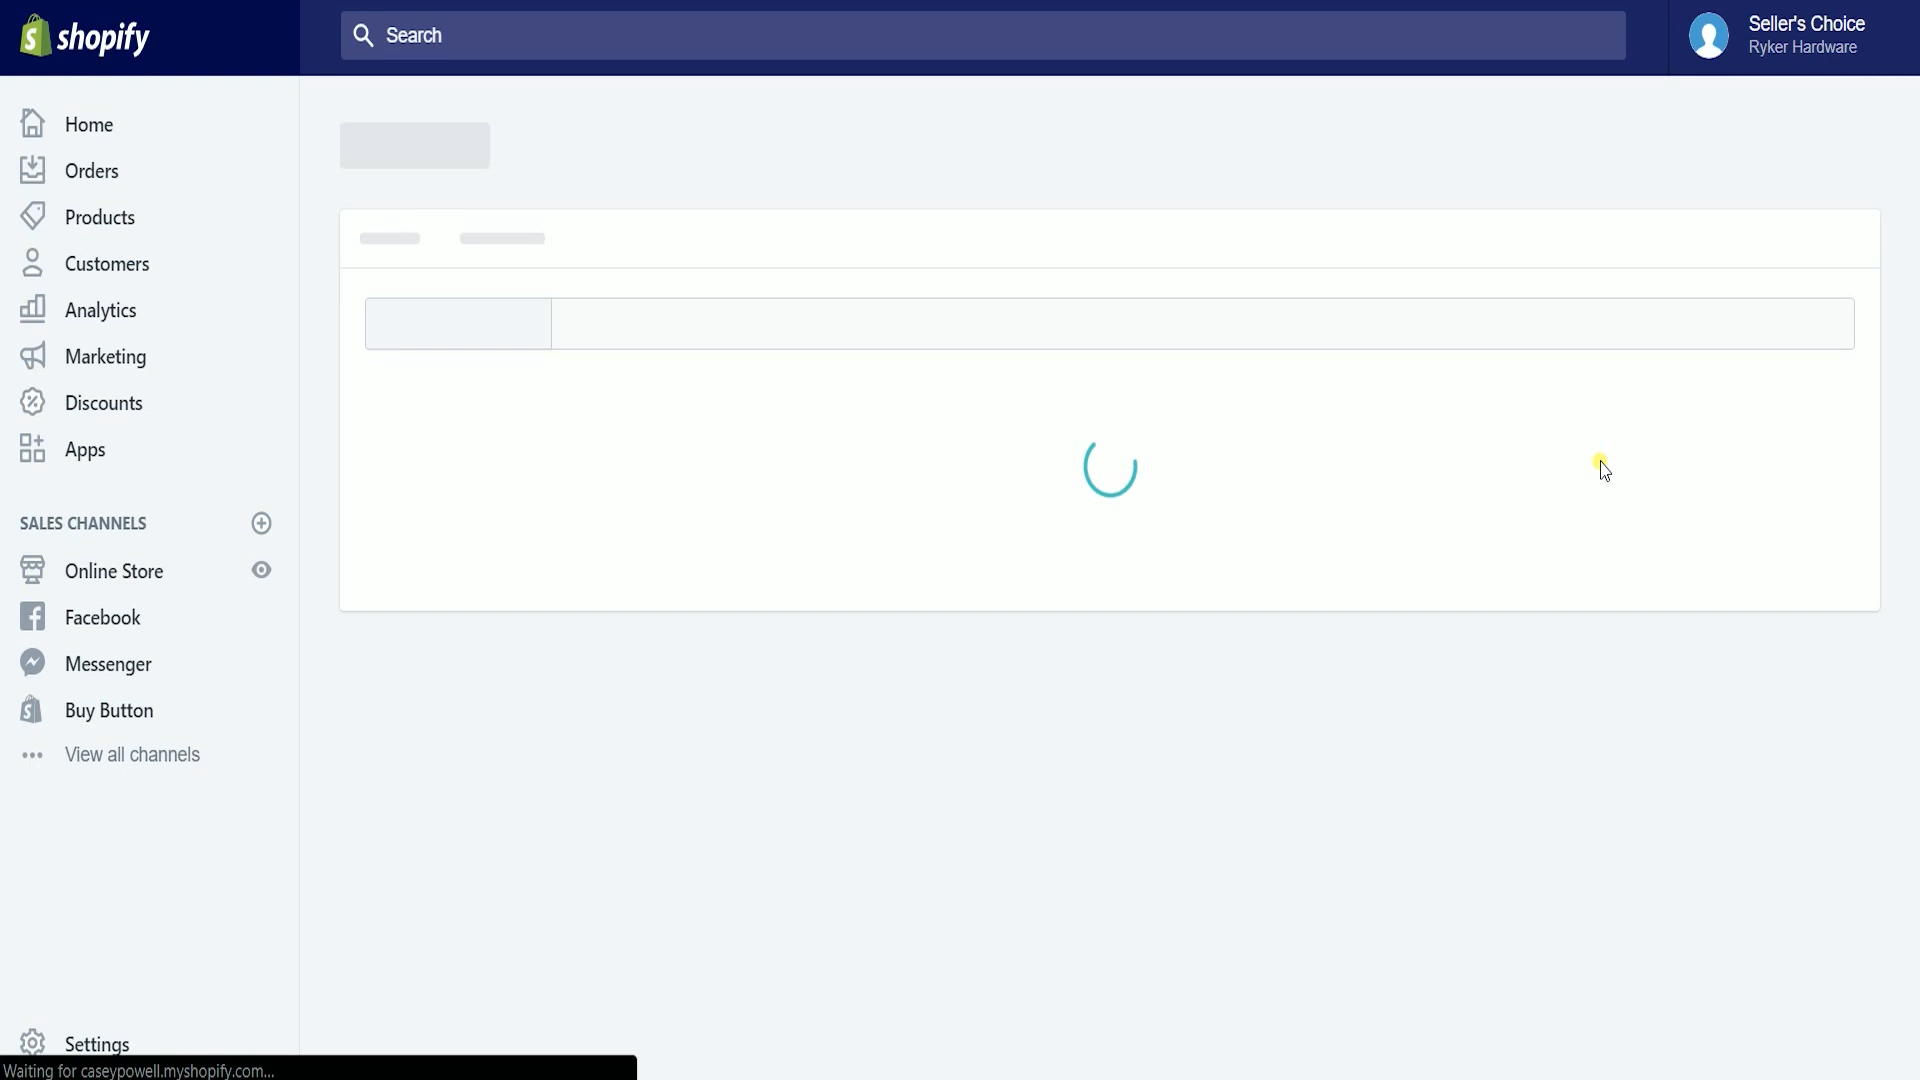 shopify
Search
Seller's Choice
Ryker Hardware
Home
Orders
Products
Customers
Analytics
Marketing
Discounts
Apps
SALES CHANNELS
Online Store
Facebook
Messenger
Buy Button
View all channels
Settings
Waiting for caseypowell.myshopify.com...